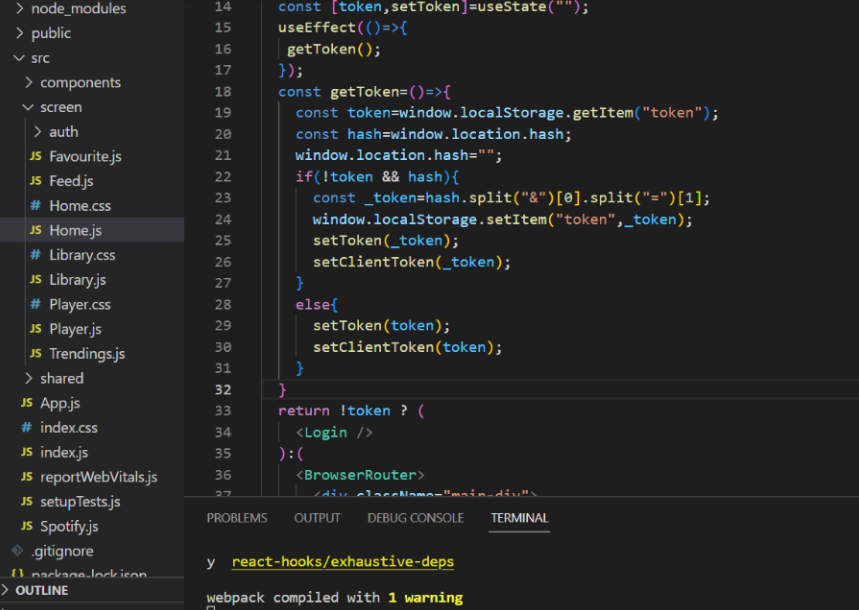 node_modules
public
src
components
screen
auth
JS Favourite.js
JS Feed.js
# Home.css
JS Home.js
# Library.css
JS Library.js
# Player.css
JS Player.js
JS Trendings.js
shared
JS App.js
# index.css
JS index.js
JS reportWebVitals.js
JS setupTests.js
JS Spotify.js
.gitignore
{} package-lock.json
OUTLINE
14 const [token,setToken]=useState("");
15 useEffect(()=>{
16 getToken();
17 });
18 const getToken=()=>{
19 const token=window.localStorage.getItem("token");
20 const hash=window.location.hash;
21 window.location.hash="";
22 if(!token && hash){
23 const _token=hash.split("&")[0].split("=")[1];
24 window.localStorage.setItem("token",_token);
25 setToken(_token);
26 setClientToken(_token);
27 }
28 else{
29 setToken(token);
30 setClientToken(token);
31 }
32 }
33 return !token ? (
34 <Login />
35 ):(
36 <BrowserRouter>
37 <div className="main-div">
PROBLEMS OUTPUT DEBUG CONSOLE TERMINAL
y react-hooks/exhaustive-deps
webpack compiled with 1 warning